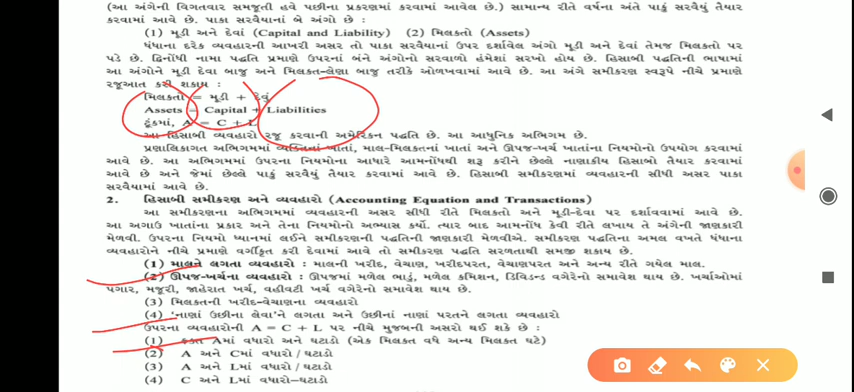 (આ અંગેની વિગતવાર સમજૂતી હવે પછીના પ્રકરણમાં કરવામાં આવેલ છે.) સામાન્ય રીતે વર્ષના અંતે પાકું સરવૈયું તૈયાર
કરવામાં આવે છે. પાકા સરવૈયાનાં બે અંગો છે :
(1) મૂડી અને દેવાં (Capital and Liability) (2) મિલકતો (Assets)
ધંધાના દરેક વ્યવહારની આખરી અસર તો પાકા સરવૈયાનાં ઉપર દર્શાવેલ અંગો મૂડી અને દેવાં તેમજ મિલકતો પર
પડે છે. દ્વિનોંધી નામા પદ્ધતિ પ્રમાણે ઉપરનાં બંને અંગોનો સરવાળો હંમેશાં સરખો હોય છે. હિસાબી પદ્ધતિની ભાષામાં
આ અંગોને મૂડી દેવા બાજુ અને મિલકત-લેણા બાજુ તરીકે ઓળખવામાં આવે છે. આ અંગે સમીકરણ સ્વરૂપે નીચે પ્રમાણે
રજૂઆત કરી શકાય :
મિલકતો = મૂડી + દેવું
Assets = Capital + Liabilities
ટૂંકમાં, A = C + L
આ હિસાબી વ્યવહારો રજૂ કરવાની અમેરિકન પદ્ધતિ છે. આ આધુનિક અભિગમ છે.
પ્રણાલિકાગત અભિગમમાં વ્યક્તિનાં ખાતાં, માલ-મિલકતનાં ખાતાં અને ઊપજ-ખર્ચ ખાતાંના નિયમોનો ઉપયોગ કરવામાં
આવે છે. આ અભિગમમાં ઉપરના નિયમોના આધારે આમનોંધથી શરૂ કરીને છેલ્લે નાણાકીય હિસાબો તૈયાર કરવામાં
આવે છે અને જેમાં છેલ્લે પાકું સરવૈયું તૈયાર કરવામાં આવે છે. હિસાબી સમીકરણમાં વ્યવહારની સીધી અસર પાકા
સરવૈયામાં આવે છે.
2. હિસાબી સમીકરણ અને વ્યવહારો (Accounting Equation and Transactions)
આ સમીકરણના અભિગમમાં વ્યવહારની અસર સીધી રીતે મિલકતો અને મૂડી-દેવા પર દર્શાવવામાં આવે છે.
આ અગાઉ ખાતાંના પ્રકાર અને તેના નિયમોનો અભ્યાસ કર્યો. ત્યાર બાદ આમનોંધ કેવી રીતે લખાય તે અંગેની જાણકારી
મેળવી. ઉપરના નિયમો ધ્યાનમાં લઈને સમીકરણની પદ્ધતિની જાણકારી મેળવીએ. સમીકરણ પદ્ધતિના અમલ વખતે ધંધાના
વ્યવહારોને નીચે પ્રમાણે વર્ગીકૃત કરી દેવામાં આવે તો સમીકરણ પદ્ધતિ સરળતાથી સમજી શકાય છે.
(1) માલને લગતા વ્યવહારો : માલની ખરીદ, વેચાણ, ખરીદપરત, વેચાણપરત અને અન્ય રીતે ગયેલ માલ.
(2) ઊપજ-ખર્ચના વ્યવહારો : ઊપજમાં મળેલ ભાડું, મળેલ કમિશન, ડિવિડન્ડ વગેરેનો સમાવેશ થાય છે. ખર્ચાઓમાં
પગાર, મજૂરી, જાહેરાત ખર્ચ, વહીવટી ખર્ચ વગેરેનો સમાવેશ થાય છે.
(3) મિલકતની ખરીદ-વેચાણના વ્યવહારો
(4) ‘નાણાં ઉછીના લેવા’ને લગતા અને ઉછીનાં નાણાં પરતને લગતા વ્યવહારો
ઉપરના વ્યવહારોની A = C + L પર નીચે મુજબની અસરો થઈ શકે છે :
(1) ફક્ત Aમાં વધારો અને ઘટાડો (એક મિલકત વધે અન્ય મિલકત ઘટે)
(2) A અને Cમાં વધારો / ઘટાડો
(3) A અને Lમાં વધારો / ઘટાડો
(4) C અને Lમાં વધારો-ઘટાડો